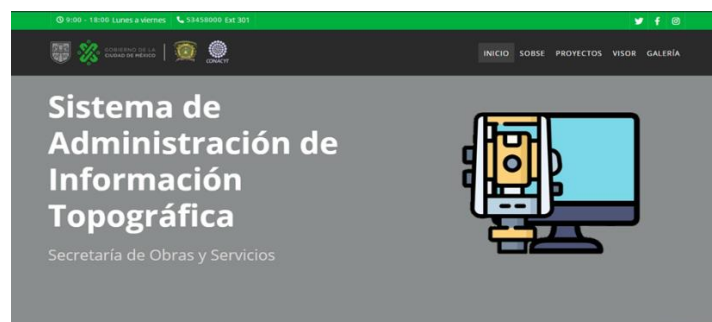 9:00 - 18:00 Lunes a viernes 53458000 Ext 301
GOBIERNO DE LA
CIUDAD DE MÉXICO
CONACYT
INICIO SOBSE PROYECTOS VISOR GALERÍA
Sistema de
Administración de
Información
Topográfica
Secretaría de Obras y Servicios